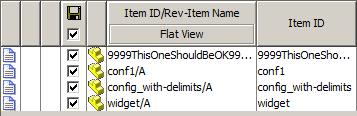 Item ID/Rev-Item Name Item ID
Flat View
9999ThisOneShouldBeOK99... 9999ThisOneSho...
conf1/A conf1
config_with-delimits/A config_with-delimits
widget/A widget